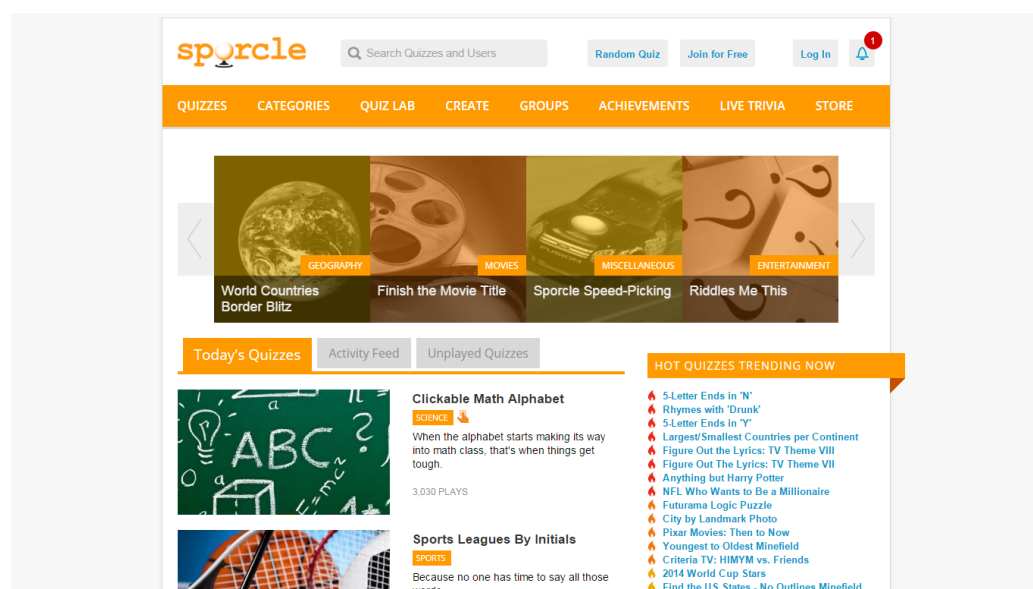 sporcle
Search Quizzes and Users
Random Quiz
Join for Free
Log In
1
QUIZZES CATEGORIES QUIZ LAB CREATE GROUPS ACHIEVEMENTS LIVE TRIVIA STORE
GEOGRAPHY
World Countries
Border Blitz
MOVIES
Finish the Movie Title
MISCELLANEOUS
Sporcle Speed-Picking
ENTERTAINMENT
Riddles Me This
Today's Quizzes
Activity Feed
Unplayed Quizzes
ABC
Clickable Math Alphabet
SCIENCE
When the alphabet starts making its way
into math class, that's when things get
tough.
3,030 PLAYS
Sports Leagues By Initials
SPORTS
Because no one has time to say all those
HOT QUIZZES TRENDING NOW
5-Letter Ends in 'N'
Rhymes with 'Drunk'
5-Letter Ends in 'Y'
Largest/Smallest Countries per Continent
Figure Out the Lyrics: TV Theme VIII
Figure Out The Lyrics: TV Theme VII
Anything but Harry Potter
NFL Who Wants to Be a Millionaire
Futurama Logic Puzzle
City by Landmark Photo
Pixar Movies: Then to Now
Youngest to Oldest Minefield
Criteria TV: HIMYM vs. Friends
2014 World Cup Stars
Find the US States - No Outlines Minefield